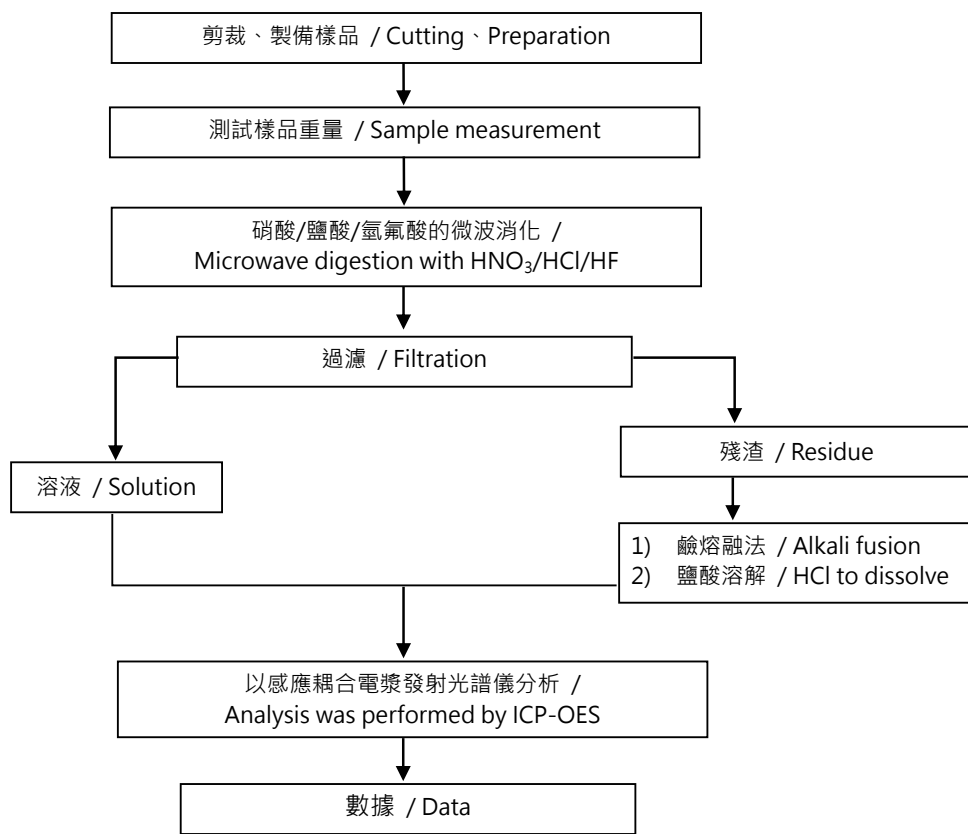 剪裁、製備樣品 / Cutting、Preparation
測試樣品重量 / Sample measurement
硝酸/鹽酸/氫氟酸的微波消化 /
Microwave digestion with HNO₃/HCl/HF
過濾 / Filtration
溶液 / Solution
殘渣 / Residue
1) 鹼熔融法 / Alkali fusion
2) 鹽酸溶解 / HCl to dissolve
以感應耦合電漿發射光譜儀分析 /
Analysis was performed by ICP-OES
數據 / Data